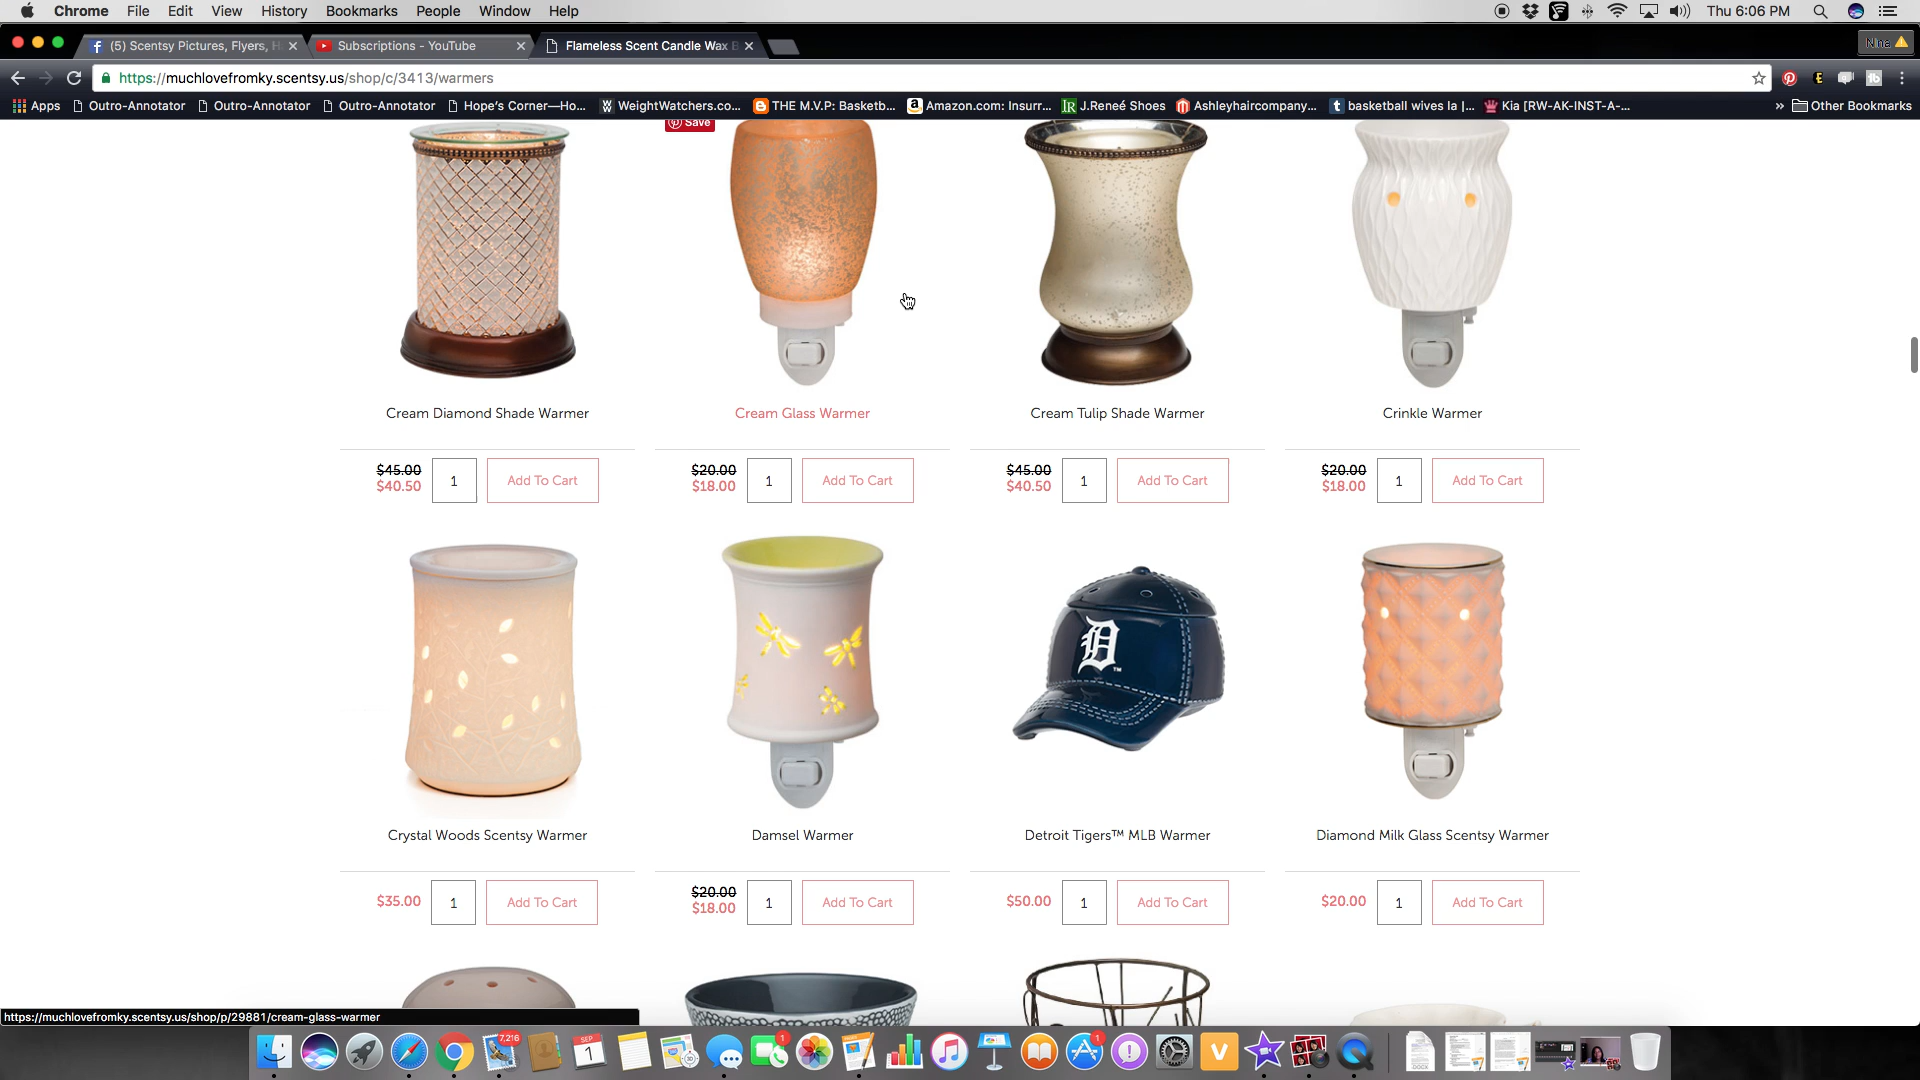 Chrome File Edit View History Bookmarks People Window Help Thu 6:06 PM
(5) Scentsy Pictures, Flyers, H Subscriptions - YouTube Flameless Scent Candle Wax B Nina
https://muchlovefromky.scentsy.us/shop/c/3413/warmers
Apps Outro-Annotator Outro-Annotator Outro-Annotator Hope's Corner—Ho... WeightWatchers.co... THE M.V.P: Basketb... Amazon.com: Insurr... J.Reneé Shoes Ashleyhaircompany,... basketball wives la |... Kia [RW-AK-INST-A-... » Other Bookmarks
Save
Cream Diamond Shade Warmer Cream Glass Warmer Cream Tulip Shade Warmer Crinkle Warmer
$45.00 $20.00 $45.00 $20.00
1 Add To Cart 1 Add To Cart 1 Add To Cart 1 Add To Cart
$40.50 $18.00 $40.50 $18.00
D
Crystal Woods Scentsy Warmer Damsel Warmer Detroit Tigers™ MLB Warmer Diamond Milk Glass Scentsy Warmer
$20.00
$35.00 1 Add To Cart 1 Add To Cart $50.00 1 Add To Cart $20.00 1 Add To Cart
$18.00
https://muchlovefromky.scentsy.us/shop/p/29881/cream-glass-warmer
7,216 SEP 1 1 1